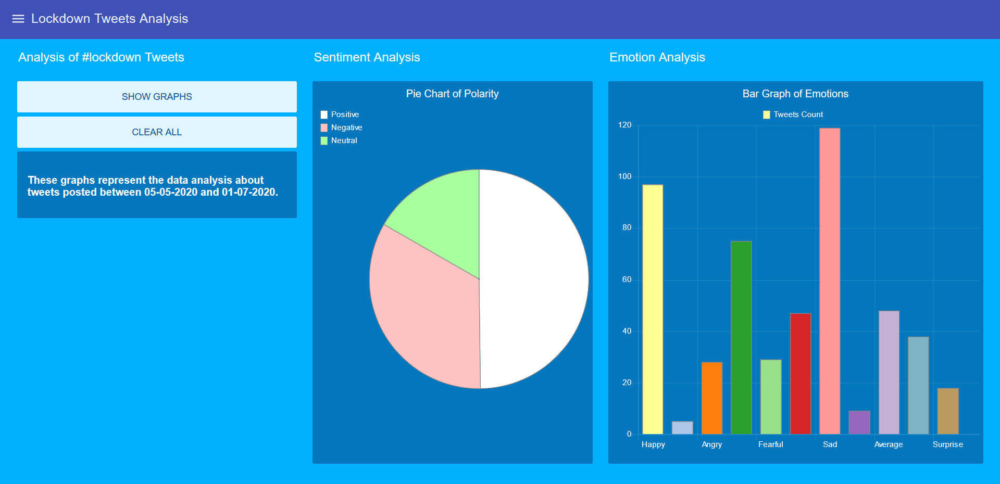 Lockdown Tweets Analysis
Analysis of #lockdown Tweets
SHOW GRAPHS
CLEAR ALL
These graphs represent the data analysis about
tweets posted between 05-05-2020 and 01-07-2020.
Sentiment Analysis
Pie Chart of Polarity
Positive
Negative
Neutral
Emotion Analysis
Bar Graph of Emotions
Tweets Count
120
100
80
60
40
20
0
Happy Angry Fearful Sad Average Surprise